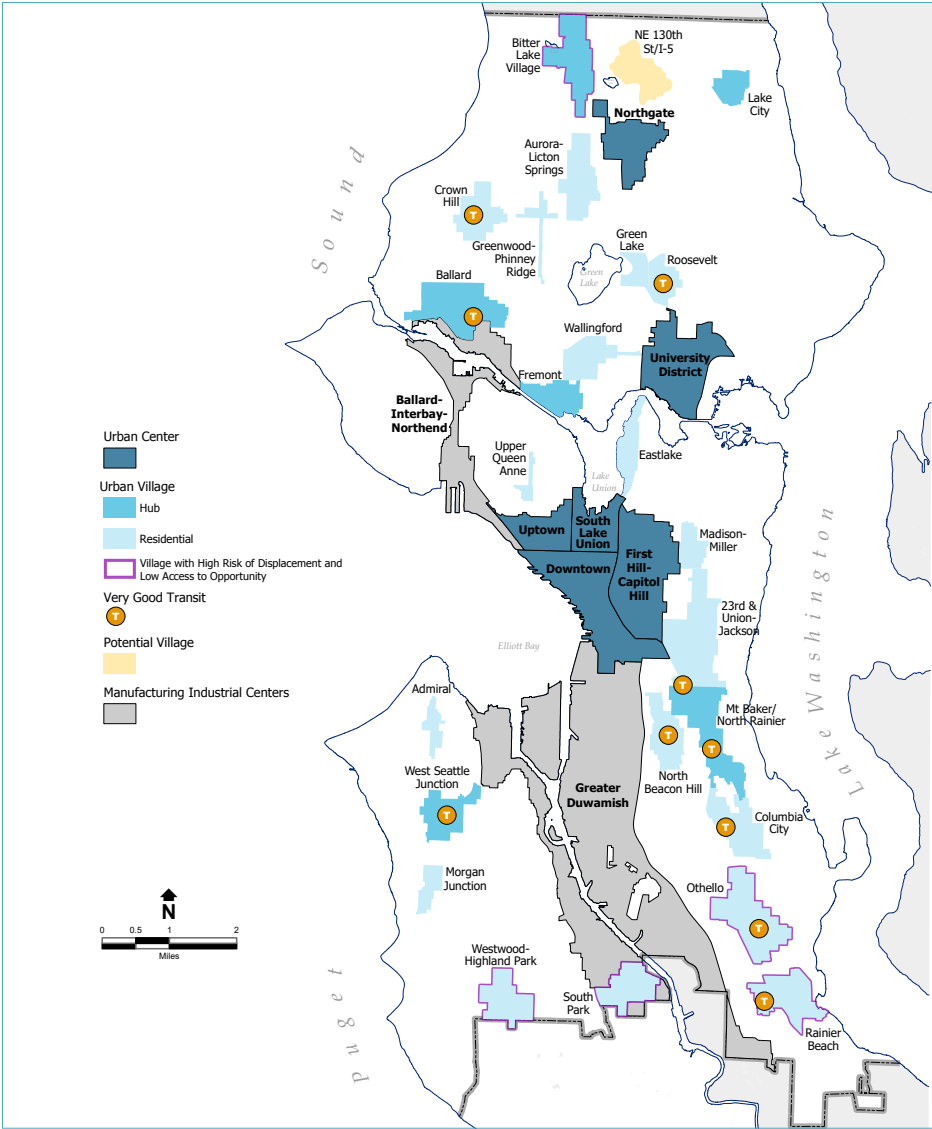 Bitter
Lake
Village
NE 130th
St/I-5
Lake
City
Northgate
Aurora-
Licton
Springs
Crown
Hill
T
Greenwood-
Phinney
Ridge
Green
Lake
Green
Lake
Roosevelt
T
Ballard
T
Wallingford
University
District
Fremont
Ballard-
Interbay-
Northend
Upper
Queen
Anne
Eastlake
Lake
Union
Uptown
South
Lake
Union
Downtown
First
Hill-
Capitol
Hill
Madison-
Miller
23rd &
Union-
Jackson
Elliott Bay
T
Mt Baker/
North Rainier
T
T
North
Beacon Hill
Admiral
West Seattle
Junction
T
Greater
Duwamish
Columbia
City
T
Morgan
Junction
Othello
T
Westwood-
Highland Park
South
Park
T
Rainier
Beach
Puget Sound
Lake Washington
Urban Center
Urban Village
Hub
Residential
Village with High Risk of Displacement and
Low Access to Opportunity
Very Good Transit
T
Potential Village
Manufacturing Industrial Centers
N
0 0.5 1 2
Miles